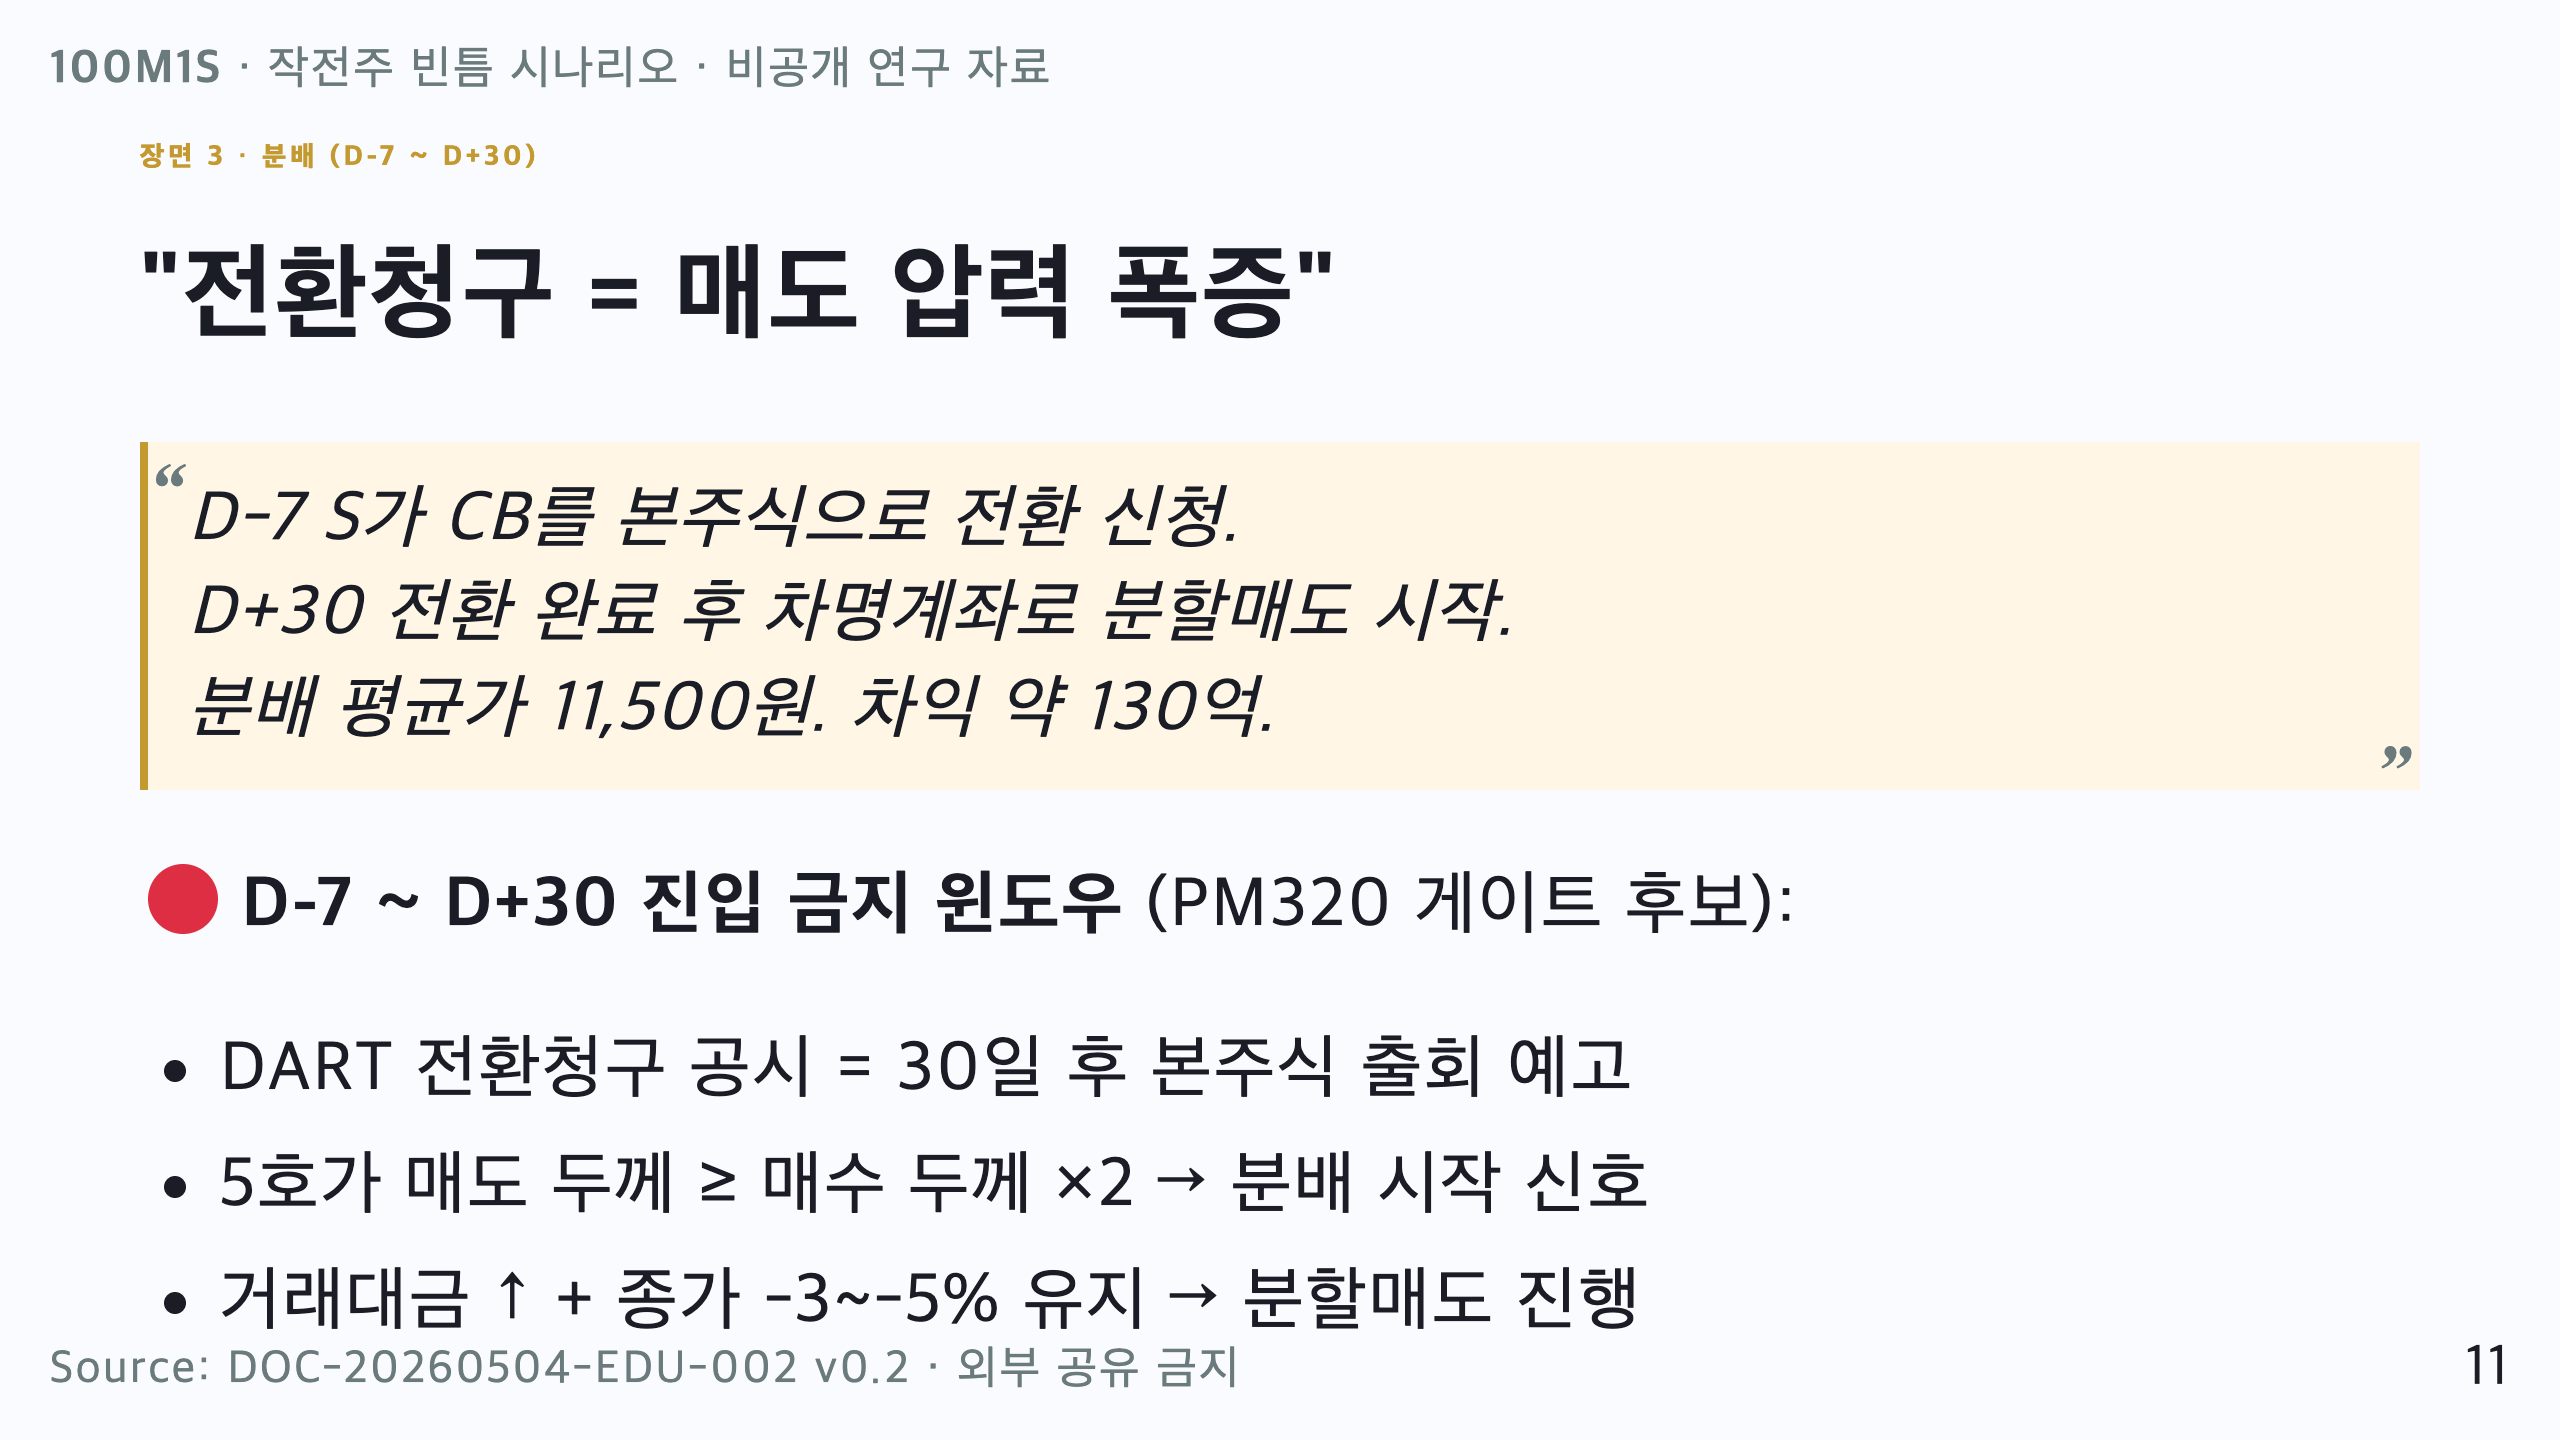 100M1S · 작전주 빈틈 시나리오 · 비공개 연구 자료
장면 3 · 분배 (D-7 ~ D+30)
"전환청구 = 매도 압력 폭증"
“D-7 S가 CB를 본주식으로 전환 신청.
D+30 전환 완료 후 차명계좌로 분할매도 시작.
분배 평균가 11,500원. 차익 약 130억.”
🔴 D-7 ~ D+30 진입 금지 윈도우 (PM320 게이트 후보):
• DART 전환청구 공시 = 30일 후 본주식 출회 예고
• 5호가 매도 두께 ≥ 매수 두께 ×2 → 분배 시작 신호
• 거래대금 ↑ + 종가 -3~-5% 유지 → 분할매도 진행
Source: DOC-20260504-EDU-002 v0.2 · 외부 공유 금지
11